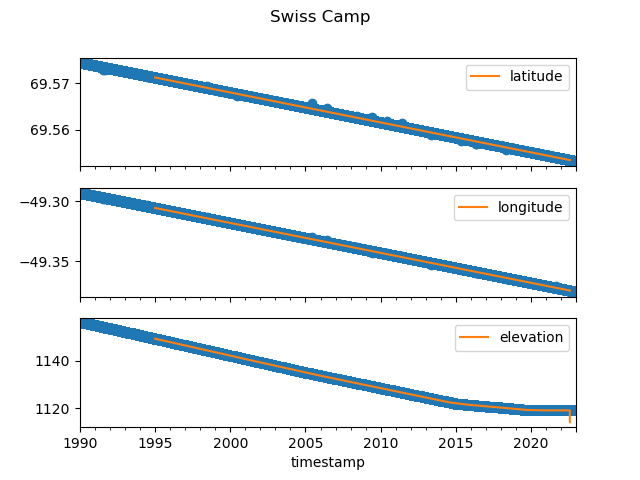 Swiss Camp
69.57
69.56
latitude
−49.30
−49.35
longitude
1140
1120
elevation
1990 1995 2000 2005 2010 2015 2020
timestamp